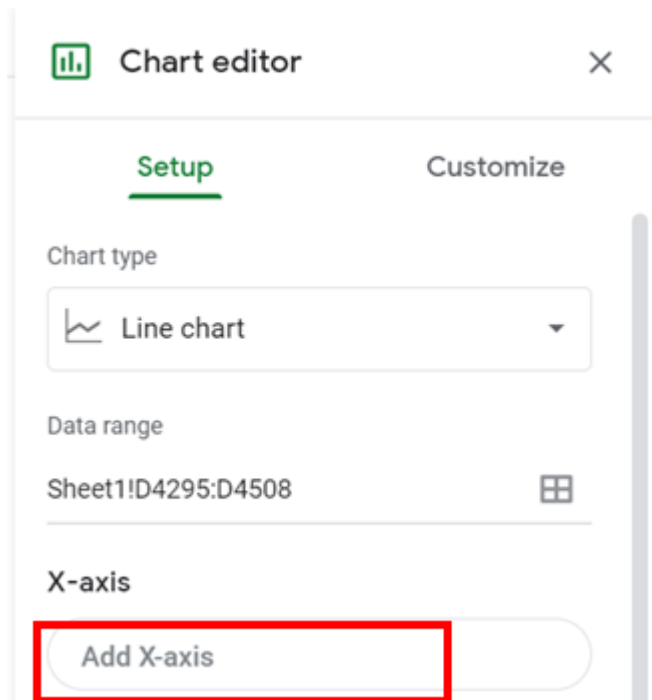 Chart editor
Setup Customize
Chart type
Line chart
Data range
Sheet1!D4295:D4508
X-axis
Add X-axis